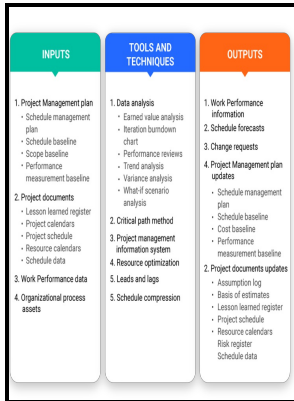 INPUTS
1. Project Management plan
• Schedule management
plan
• Schedule baseline
• Scope baseline
• Performance
measurement baseline
2. Project documents
• Lesson learned register
• Project calendars
• Project schedule
• Resource calendars
• Schedule data
3. Work Performance data
4. Organizational process
assets
TOOLS AND
TECHNIQUES
1. Data analysis
• Earned value analysis
• Iteration burndown
chart
• Performance reviews
• Trend analysis
• Variance analysis
• What-if scenario
analysis
2. Critical path method
3. Project management
information system
4. Resource optimization
5. Leads and lags
5. Schedule compression
OUTPUTS
1. Work Performance
information
2. Schedule forecasts
3. Change requests
4. Project Management plan
updates
• Schedule management
plan
• Schedule baseline
• Cost baseline
• Performance
measurement baseline
2. Project documents updates
• Assumption log
• Basis of estimates
• Lesson learned register
• Project schedule
• Resource calendars
Risk register
Schedule data